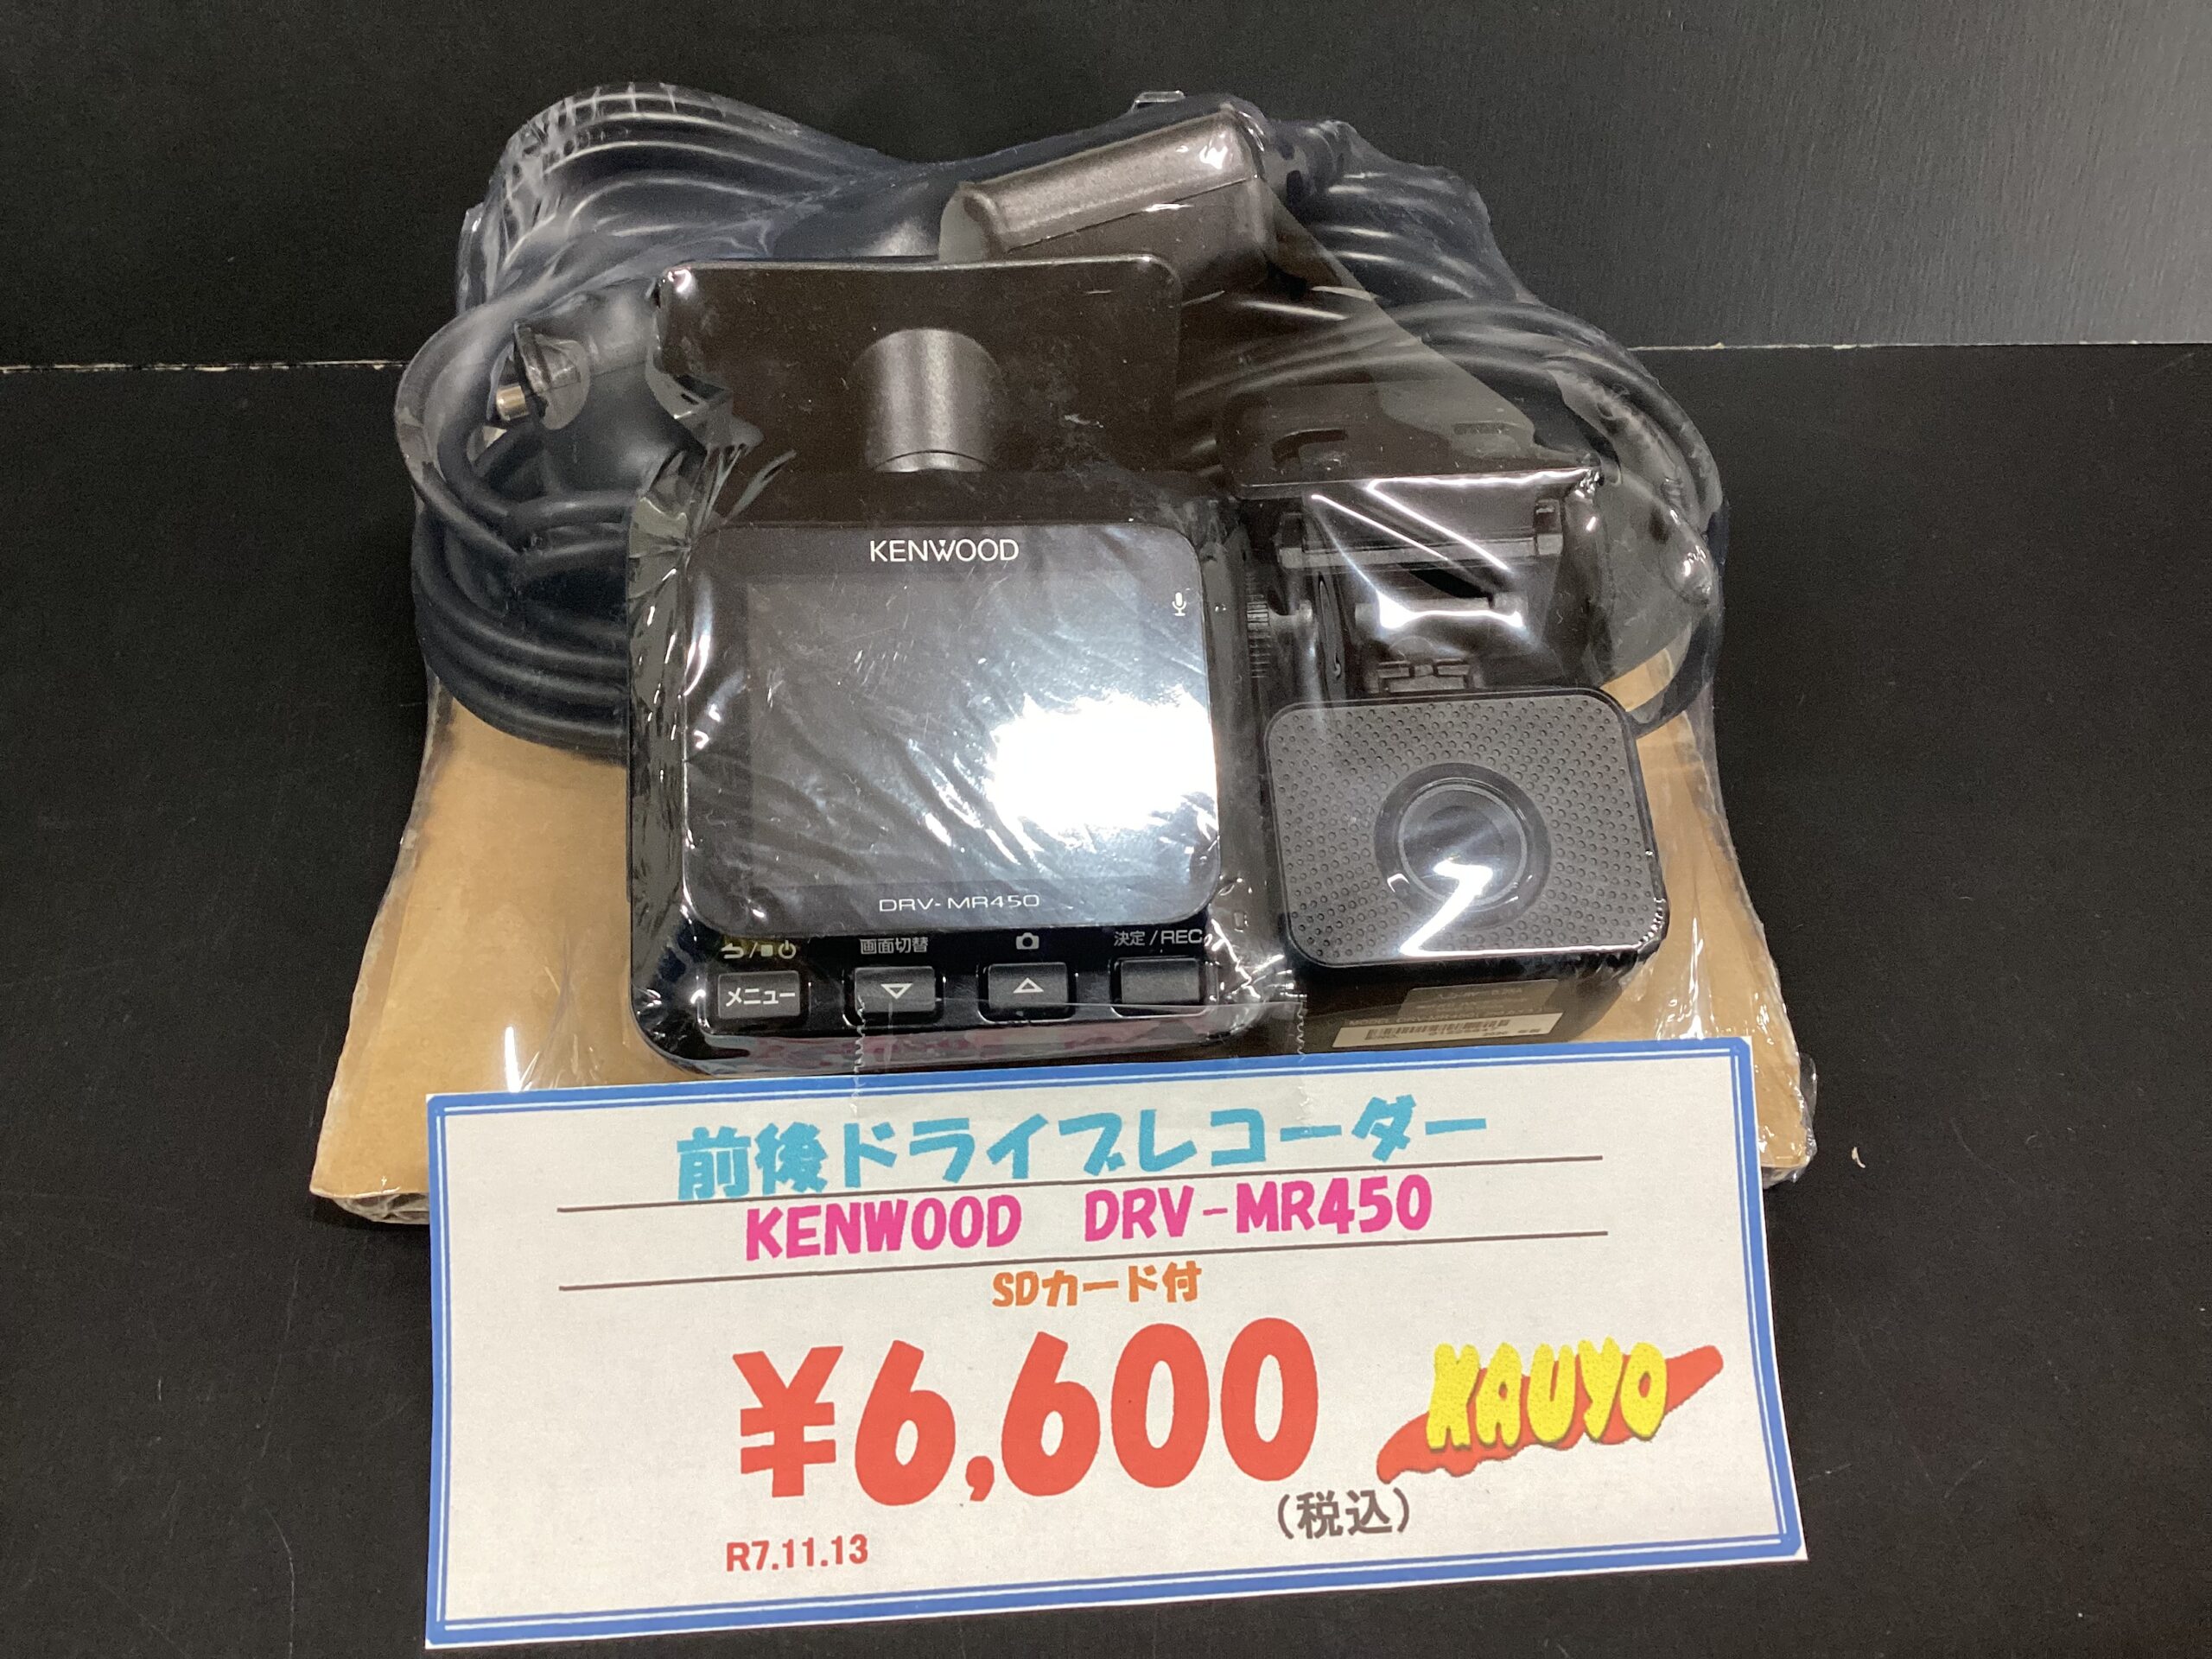 KENWOOD
DRV-MR450
画面切替
決定/REC
メニュー
前後ドライブレコーダー
KENWOOD DRV-MR450
SDカード付
¥6,600
KAUYO
(税込)
R7.11.13